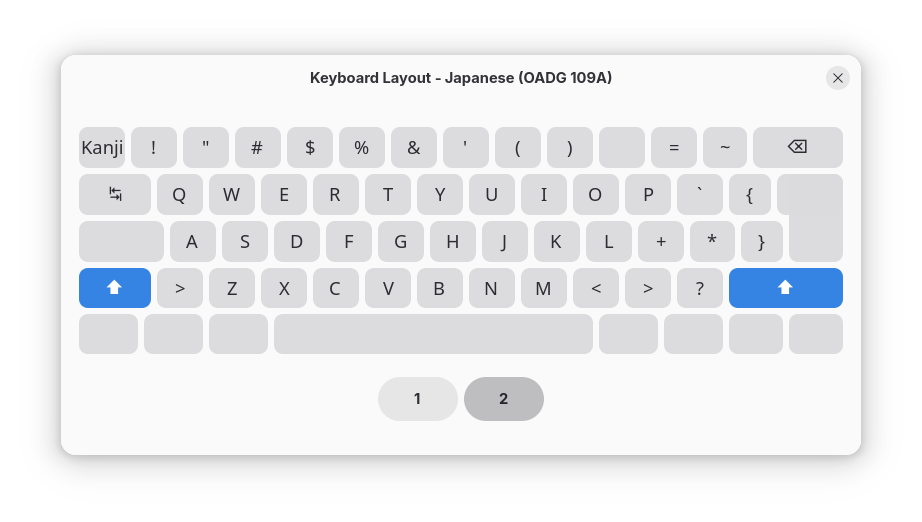 Keyboard Layout - Japanese (OADG 109A)
Kanji ! " # $ % & ' ( ) = ~
Q W E R T Y U I O P ` {
A S D F G H J K L + * }
> Z X C V B N M < > ?
1 2